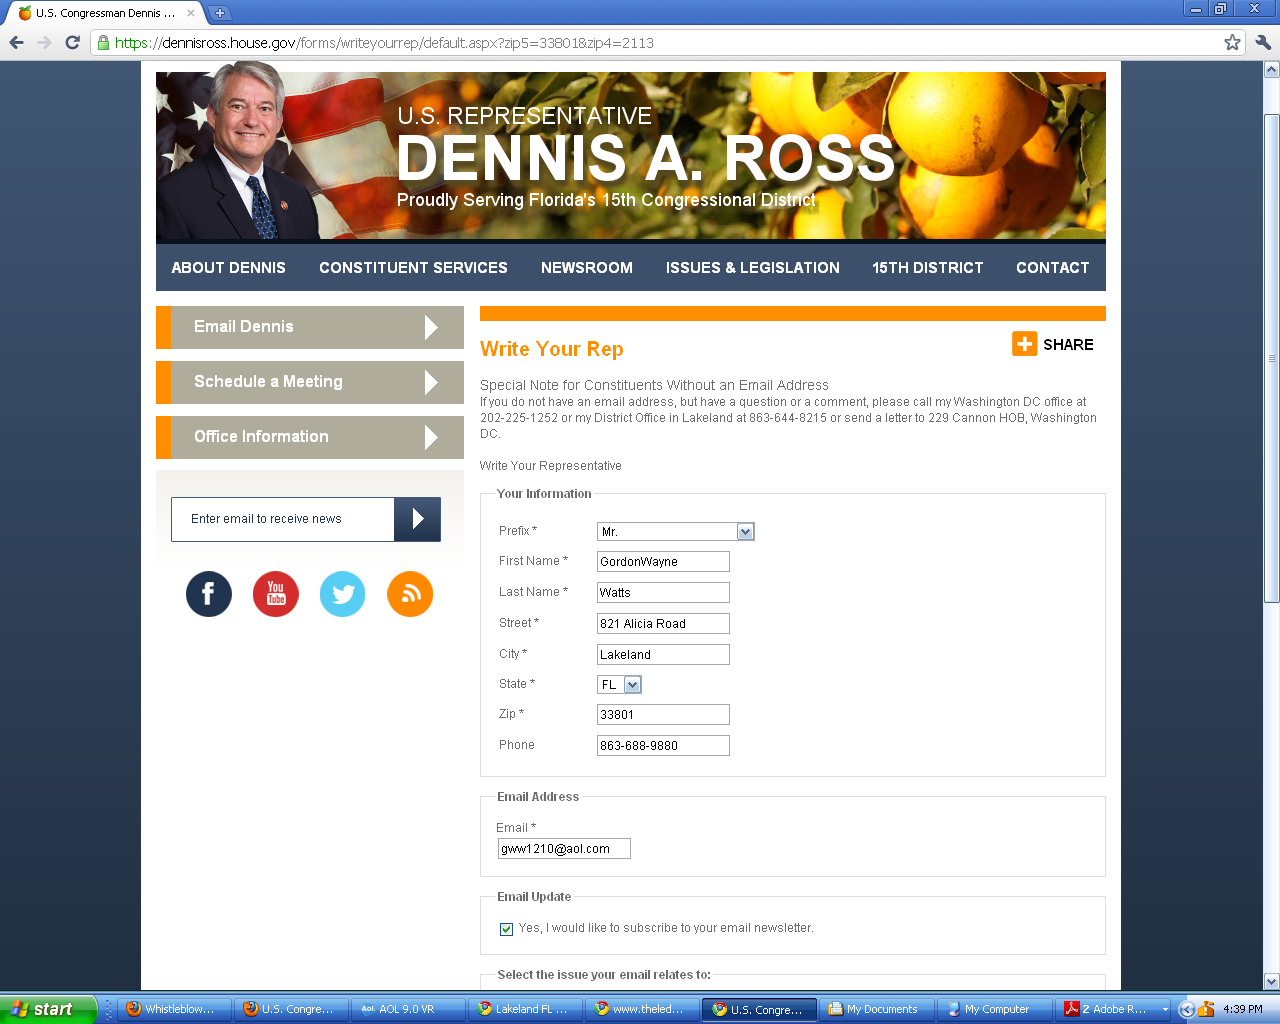 U.S. Congressman Dennis ...
https://dennisross.house.gov/forms/writeyourrep/default.aspx?zip5=33801&zip4=2113
U.S. REPRESENTATIVE
DENNIS A. ROSS
Proudly Serving Florida's 15th Congressional District
ABOUT DENNIS CONSTITUENT SERVICES NEWSROOM ISSUES & LEGISLATION 15TH DISTRICT CONTACT
Email Dennis
Schedule a Meeting
Office Information
Enter email to receive news
You
Tube
Write Your Rep
SHARE
Special Note for Constituents Without an Email Address
If you do not have an email address, but have a question or a comment, please call my Washington DC office at
202-225-1252 or my District Office in Lakeland at 863-644-8215 or send a letter to 229 Cannon HOB, Washington
DC.
Write Your Representative
Your Information
Prefix * Mr.
First Name * GordonWayne
Last Name * Watts
Street * 821 Alicia Road
City * Lakeland
State * FL
Zip * 33801
Phone 863-688-9880
Email Address
Email *
gww1210@aol.com
Email Update
Yes, I would like to subscribe to your email newsletter.
Select the issue your email relates to:
start Whistleblow... U.S. Congre... AOL 9.0 VR Lakeland FL ... www.theled... U.S. Congre... My Documents My Computer 2 Adobe R... 4:39 PM